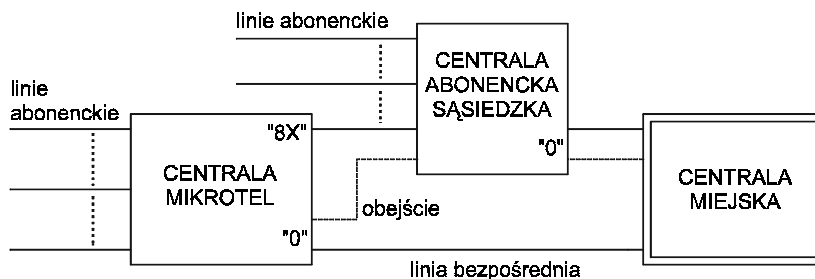 linie abonenckie
CENTRALA
ABONENCKA
SĄSIEDZKA
"0"
linie
abonenckie
"8X"
CENTRALA
MIKROTEL
"0"
obejście
CENTRALA
MIEJSKA
linia bezpośrednia